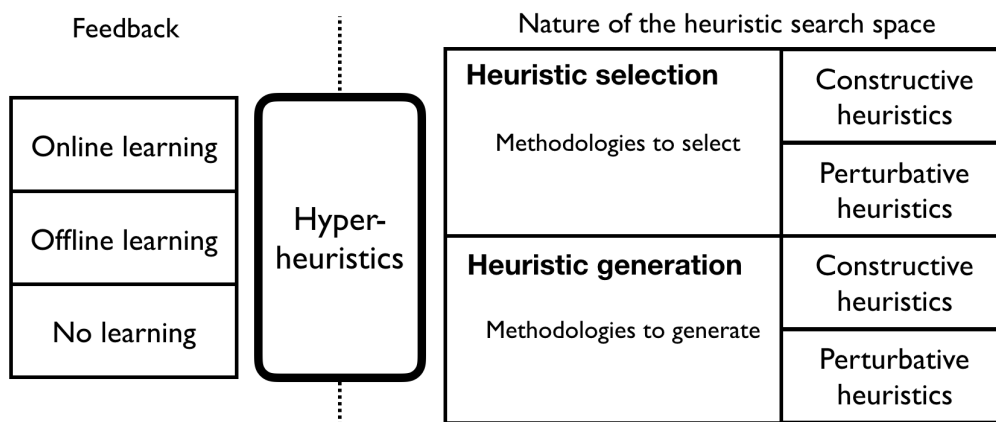 Feedback
Nature of the heuristic search space
Online learning
Offline learning
No learning
Hyper-
heuristics
Heuristic selection
Methodologies to select
Constructive
heuristics
Perturbative
heuristics
Heuristic generation
Methodologies to generate
Constructive
heuristics
Perturbative
heuristics